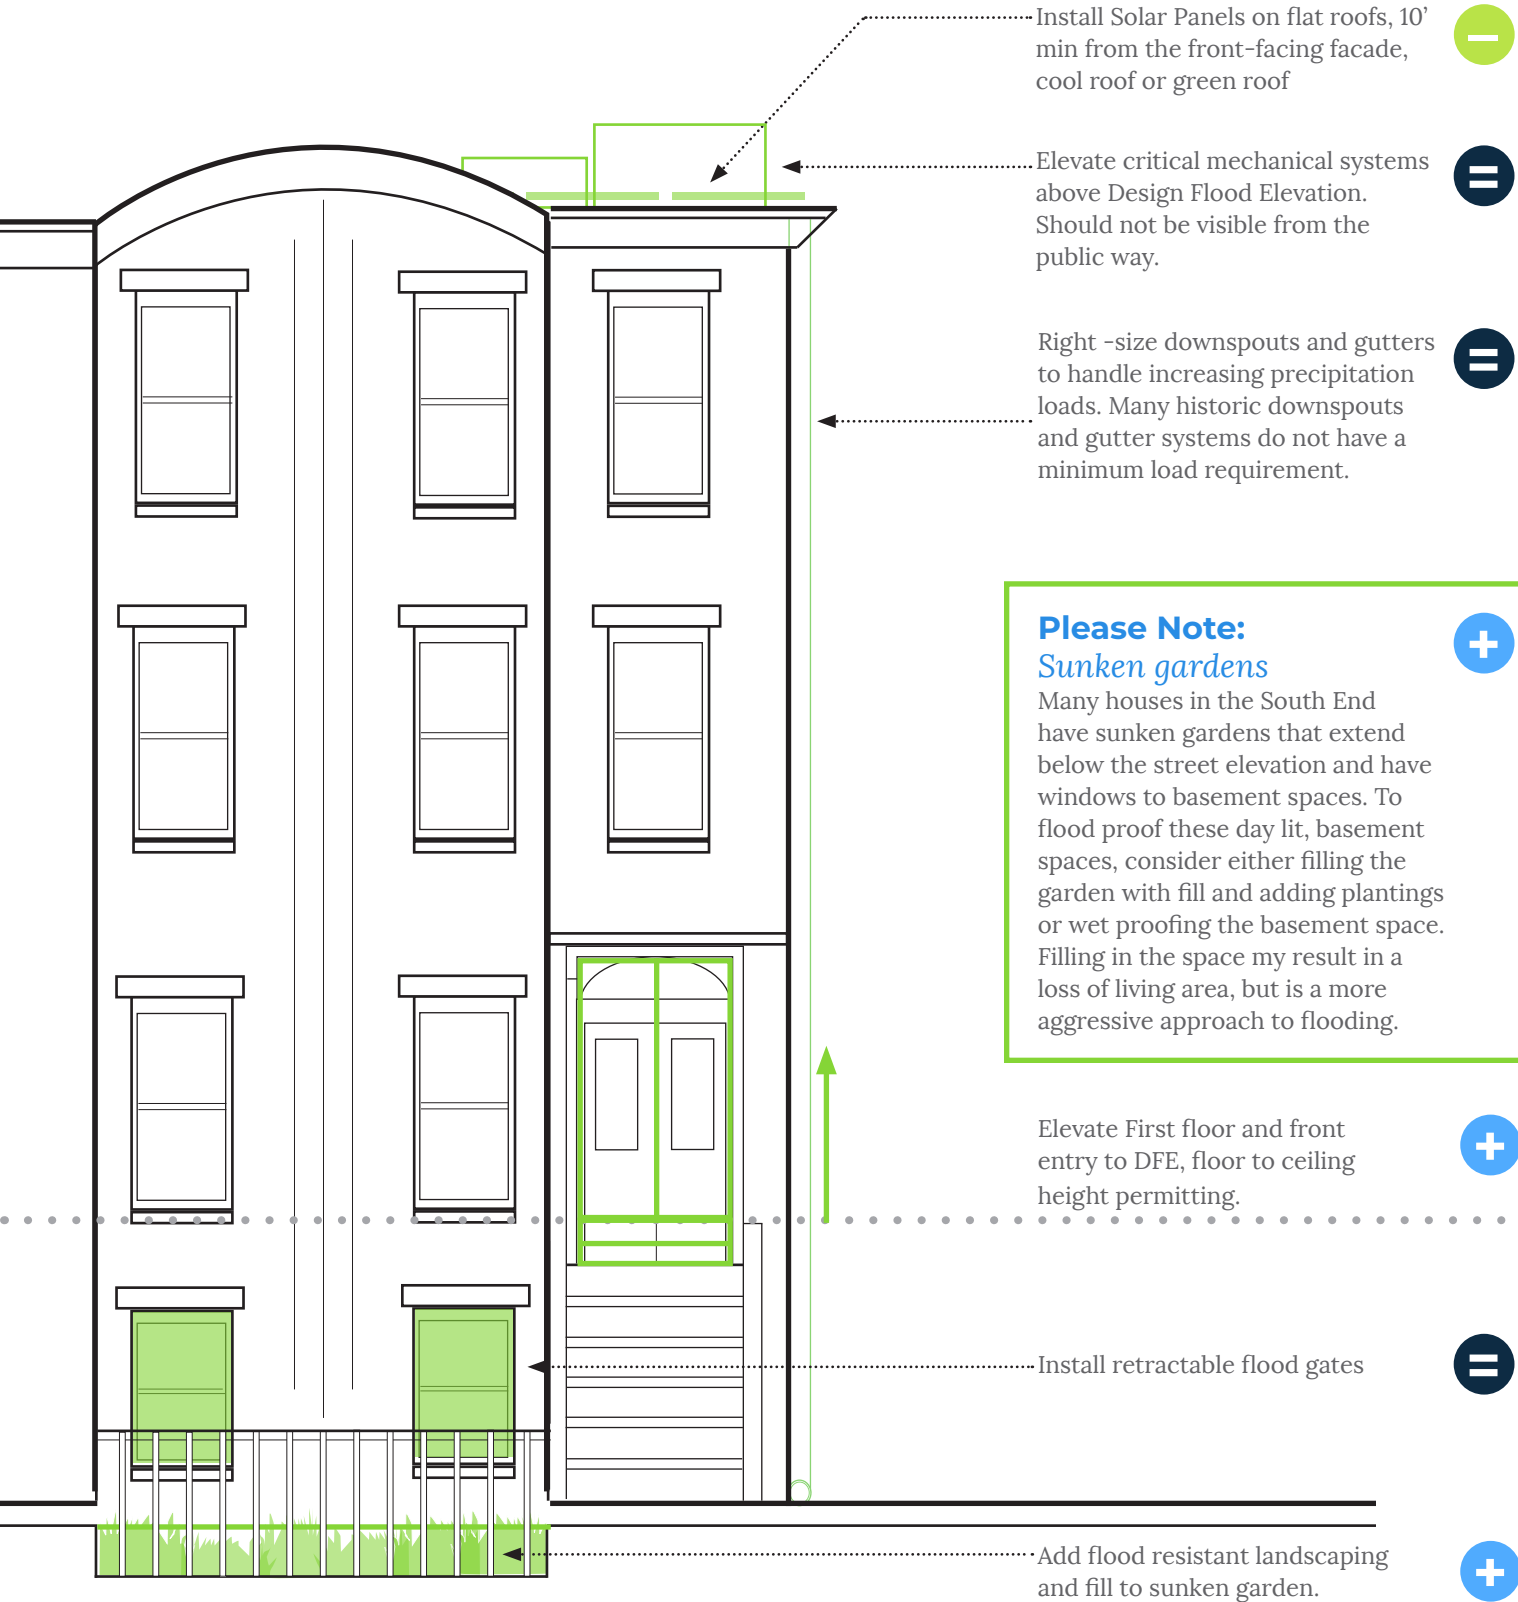 Install Solar Panels on flat roofs, 10’
min from the front-facing facade,
cool roof or green roof
Elevate critical mechanical systems
above Design Flood Elevation.
Should not be visible from the
public way.
Right -size downspouts and gutters
to handle increasing precipitation
loads. Many historic downspouts
and gutter systems do not have a
minimum load requirement.
Please Note:
Sunken gardens
Many houses in the South End
have sunken gardens that extend
below the street elevation and have
windows to basement spaces. To
flood proof these day lit, basement
spaces, consider either filling the
garden with fill and adding plantings
or wet proofing the basement space.
Filling in the space my result in a
loss of living area, but is a more
aggressive approach to flooding.
Elevate First floor and front
entry to DFE, floor to ceiling
height permitting.
Install retractable flood gates
Add flood resistant landscaping
and fill to sunken garden.